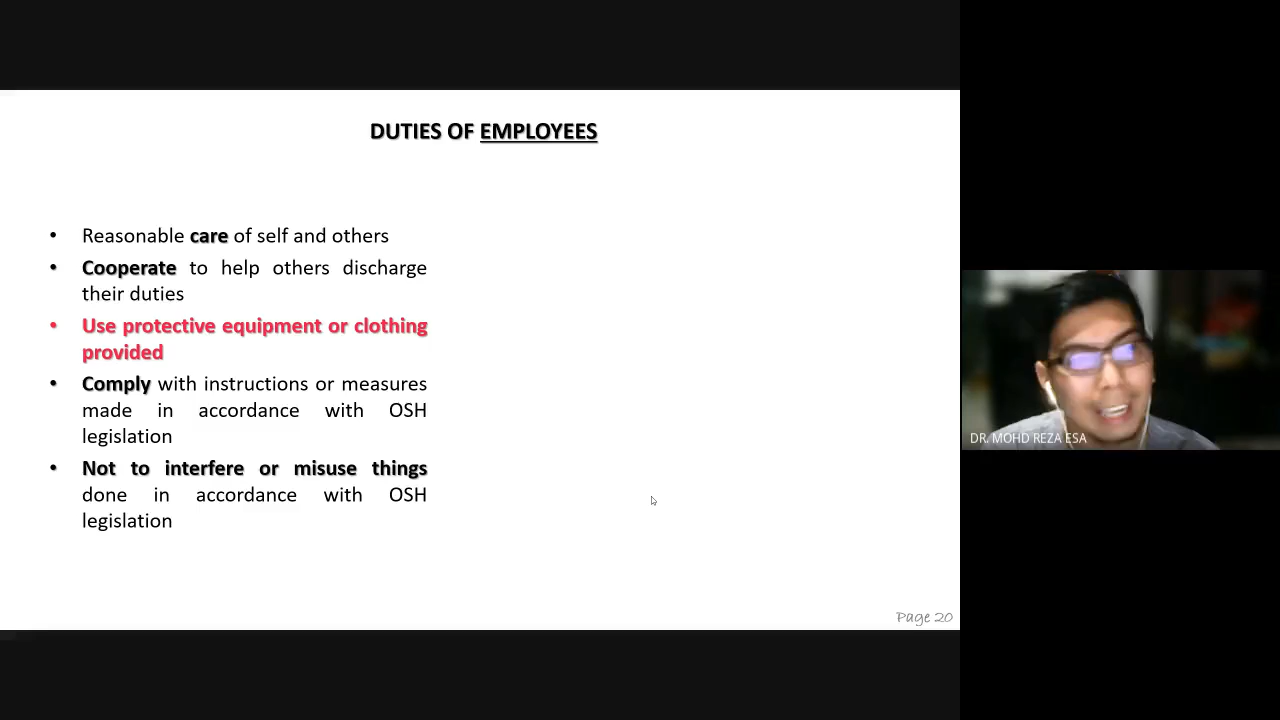 DUTIES OF EMPLOYEES
• Reasonable care of self and others
• Cooperate to help others discharge
their duties
• Use protective equipment or clothing
provided
• Comply with instructions or measures
made in accordance with OSH
legislation
• Not to interfere or misuse things
done in accordance with OSH
legislation
DR. MOHD REZA ESA
Page 20